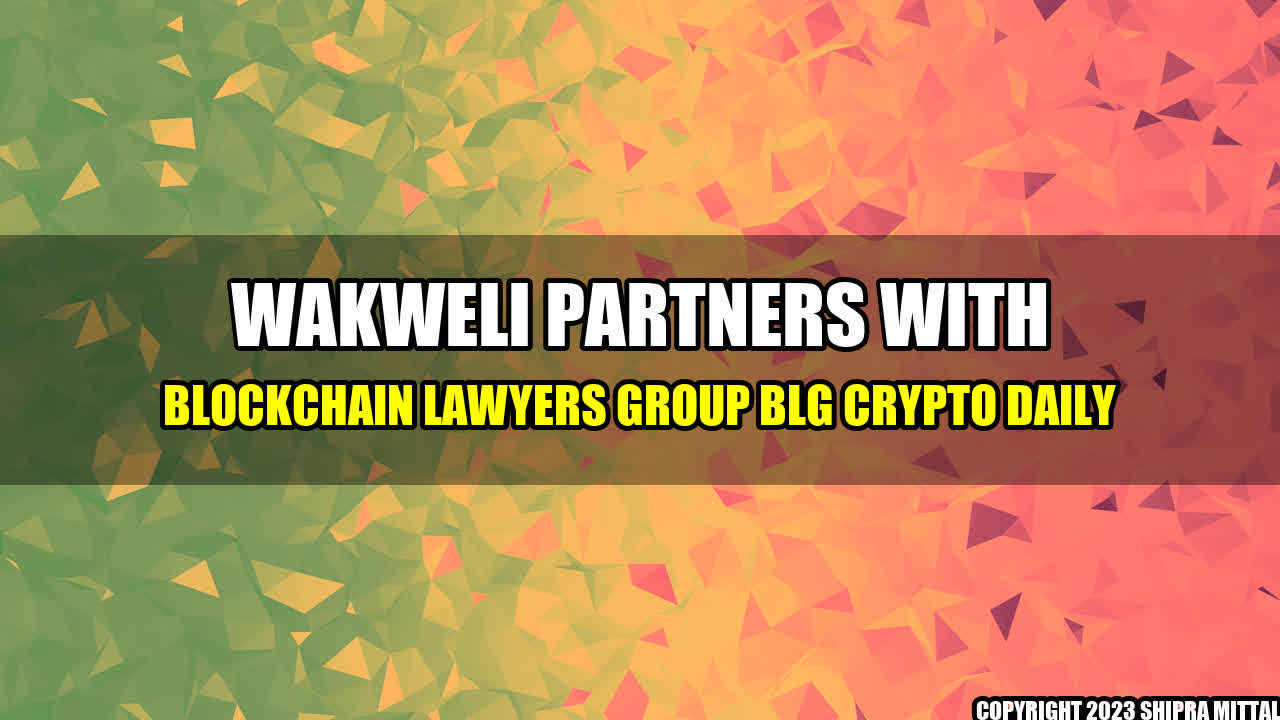 WAKWELI PARTNERS WITH
BLOCKCHAIN LAWYERS GROUP BLG CRYPTO DAILY
COPYRIGHT 2023 SHIPRA MITTAL